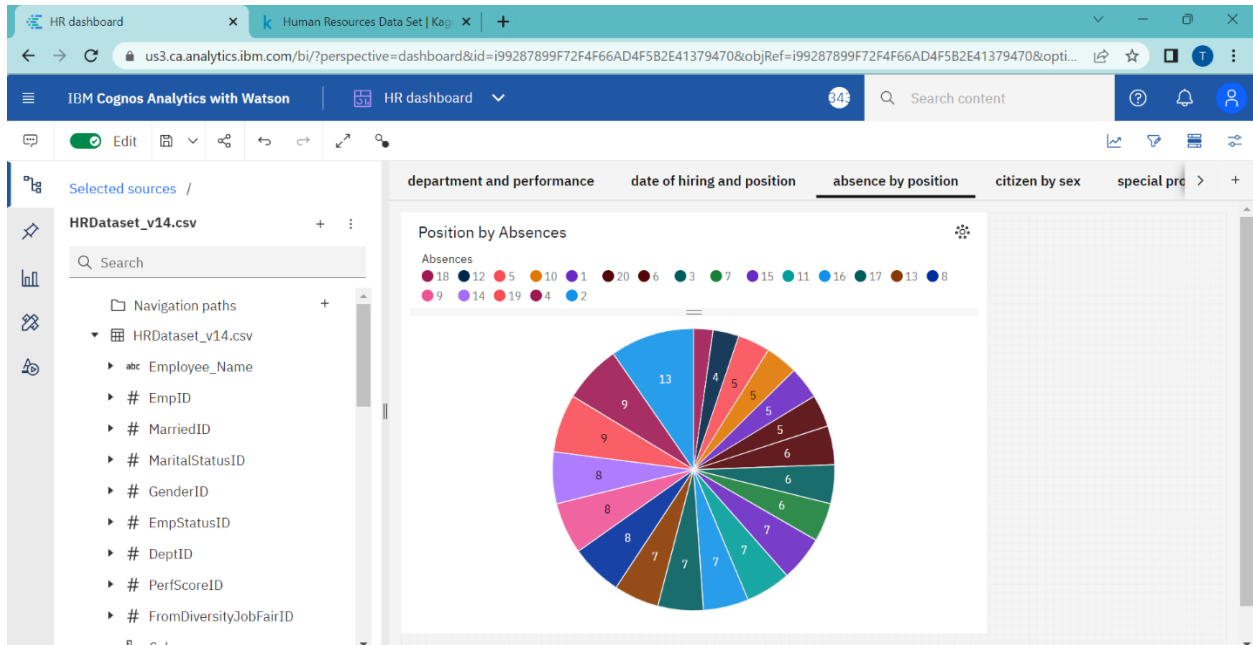 HR dashboard
Human Resources Data Set | Kag
us3.ca.analytics.ibm.com/bi/?perspective=dashboard&id=i99287899F72F4F66AD4F5B2E41379470&objRef=i99287899F72F4F66AD4F5B2E41379470&opti...
T
IBM Cognos Analytics with Watson
HR dashboard
343
Search content
Edit
Selected sources /
HRDataset_v14.csv
Search
Navigation paths
HRDataset_v14.csv
abc Employee_Name
# EmpID
# MarriedID
# MaritalStatusID
# GenderID
# EmpStatusID
# DeptID
# PerfScoreID
# FromDiversityJobFairID
department and performance
date of hiring and position
absence by position
citizen by sex
special pro
Position by Absences
Absences
18 12 5 10 1 20 6 3 7 15 11 16 17 13 8
9 14 19 4 2
4
5
5
5
5
6
6
6
7
7
7
7
7
8
8
8
9
9
13